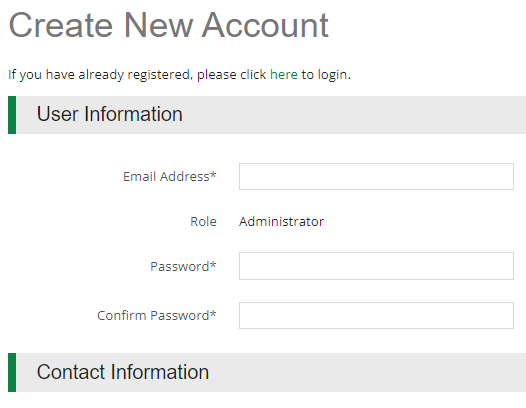 Create New Account
If you have already registered, please click here to login.
User Information
Email Address*
Role Administrator
Password*
Confirm Password*
Contact Information